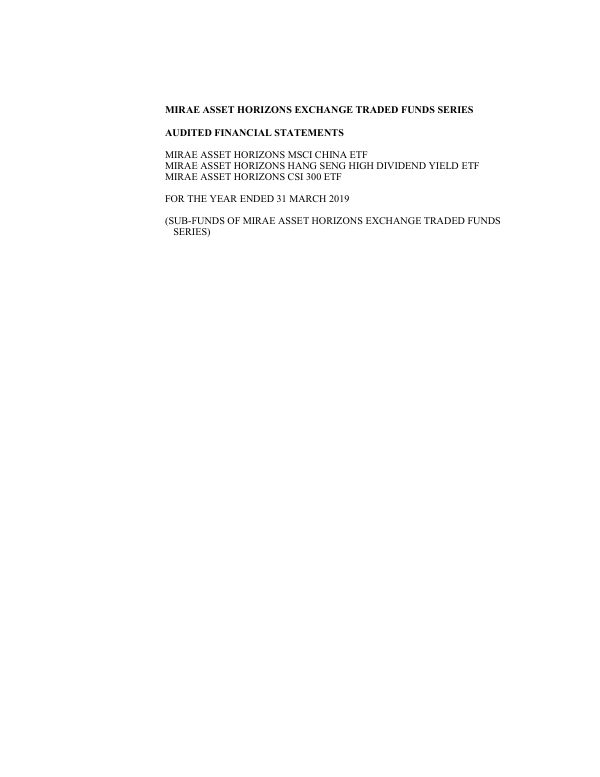 MIRAE ASSET HORIZONS EXCHANGE TRADED FUNDS SERIES
AUDITED FINANCIAL STATEMENTS
MIRAE ASSET HORIZONS MSCI CHINA ETF
MIRAE ASSET HORIZONS HANG SENG HIGH DIVIDEND YIELD ETF
MIRAE ASSET HORIZONS CSI 300 ETF
FOR THE YEAR ENDED 31 MARCH 2019
(SUB-FUNDS OF MIRAE ASSET HORIZONS EXCHANGE TRADED FUNDS
SERIES)